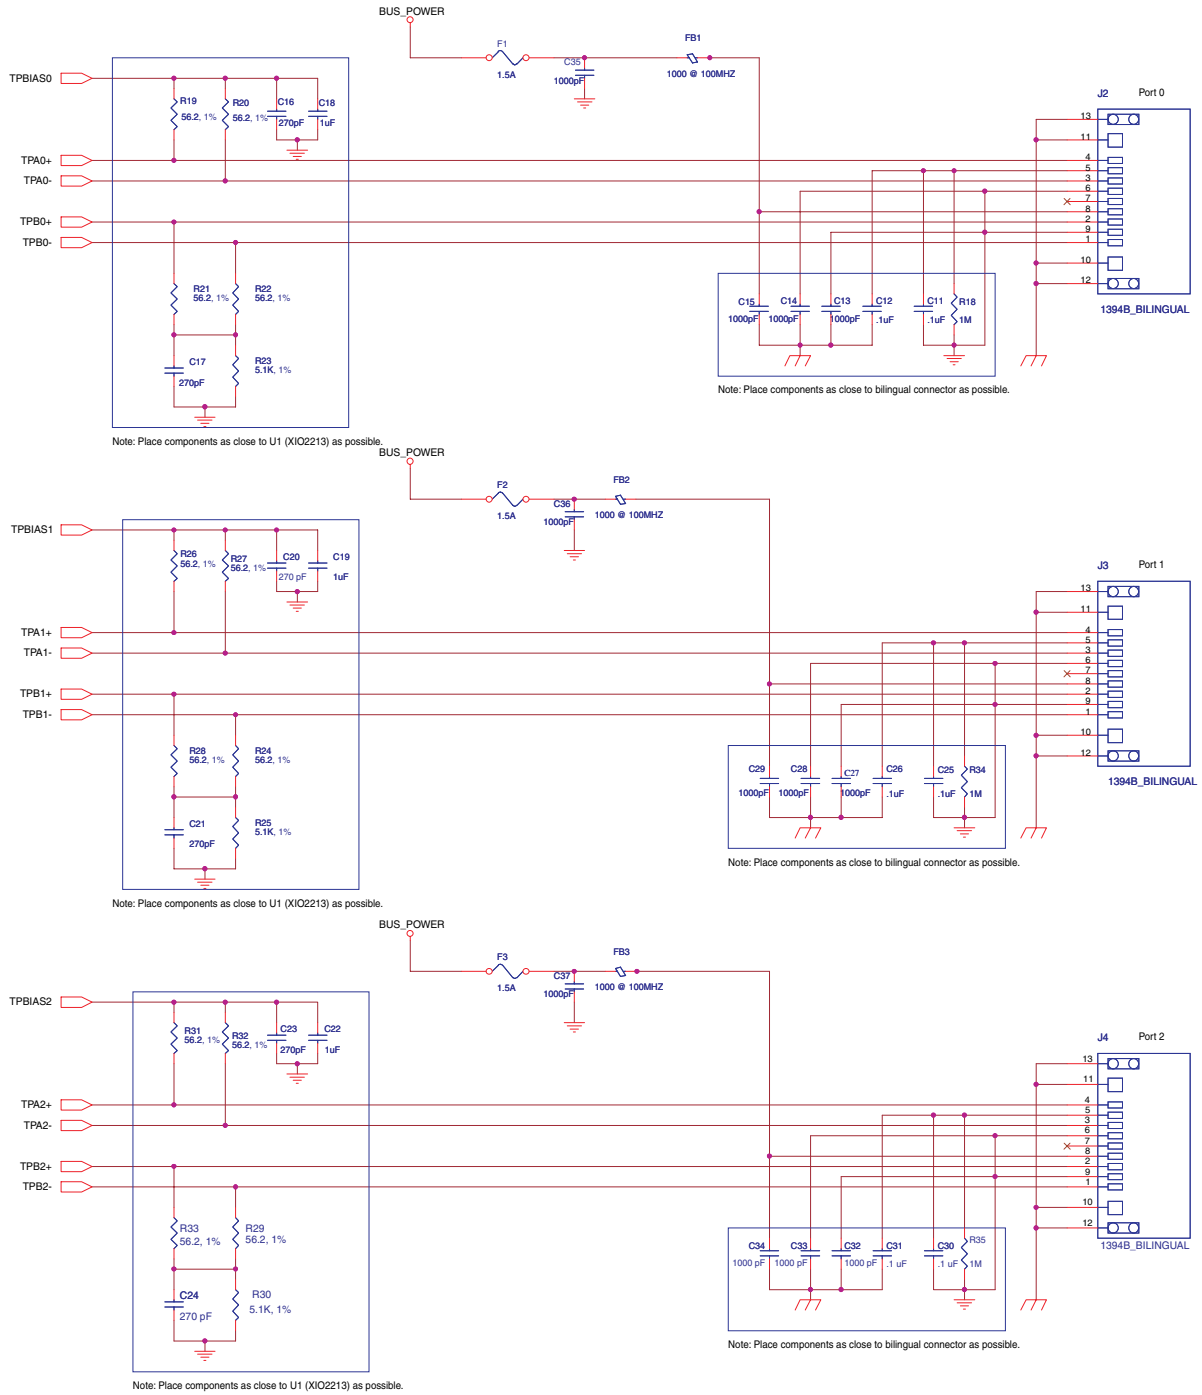 BUS_POWER
F1
1.5A
C35
1000pF
FB1
1000 @ 100MHZ
TPBIAS0
R19
56.2, 1%
R20
56.2, 1%
C16
270pF
C18
1uF
TPA0+
TPA0-
TPB0+
TPB0-
R21
56.2, 1%
R22
56.2, 1%
C17
270pF
R23
5.1K, 1%
Note: Place components as close to U1 (XIO2213) as possible.
C15
1000pF
C14
1000pF
C13
1000pF
C12
.1uF
C11
.1uF
R18
1M
Note: Place components as close to bilingual connector as possible.
J2
Port 0
13
11
4
5
3
6
7
8
2
9
1
10
12
1394B_BILINGUAL
BUS_POWER
F2
1.5A
C36
1000pF
FB2
1000 @ 100MHZ
TPBIAS1
R26
56.2, 1%
R27
56.2, 1%
C20
270 pF
C19
1uF
TPA1+
TPA1-
TPB1+
TPB1-
R28
56.2, 1%
R24
56.2, 1%
C21
270pF
R25
5.1K, 1%
Note: Place components as close to U1 (XIO2213) as possible.
C29
1000pF
C28
1000pF
C27
1000pF
C26
.1uF
C25
.1uF
R34
1M
Note: Place components as close to bilingual connector as possible.
J3
Port 1
13
11
4
5
3
6
7
8
2
9
1
10
12
1394B_BILINGUAL
BUS_POWER
F3
1.5A
C37
1000pF
FB3
1000 @ 100MHZ
TPBIAS2
R31
56.2, 1%
R32
56.2, 1%
C23
270pF
C22
1uF
TPA2+
TPA2-
TPB2+
TPB2-
R33
56.2, 1%
R29
56.2, 1%
C24
270 pF
R30
5.1K, 1%
Note: Place components as close to U1 (XIO2213) as possible.
C34
1000 pF
C33
1000 pF
C32
1000 pF
C31
.1 uF
C30
.1 uF
R35
1M
Note: Place components as close to bilingual connector as possible.
J4
Port 2
13
11
4
5
3
6
7
8
2
9
1
10
12
1394B_BILINGUAL